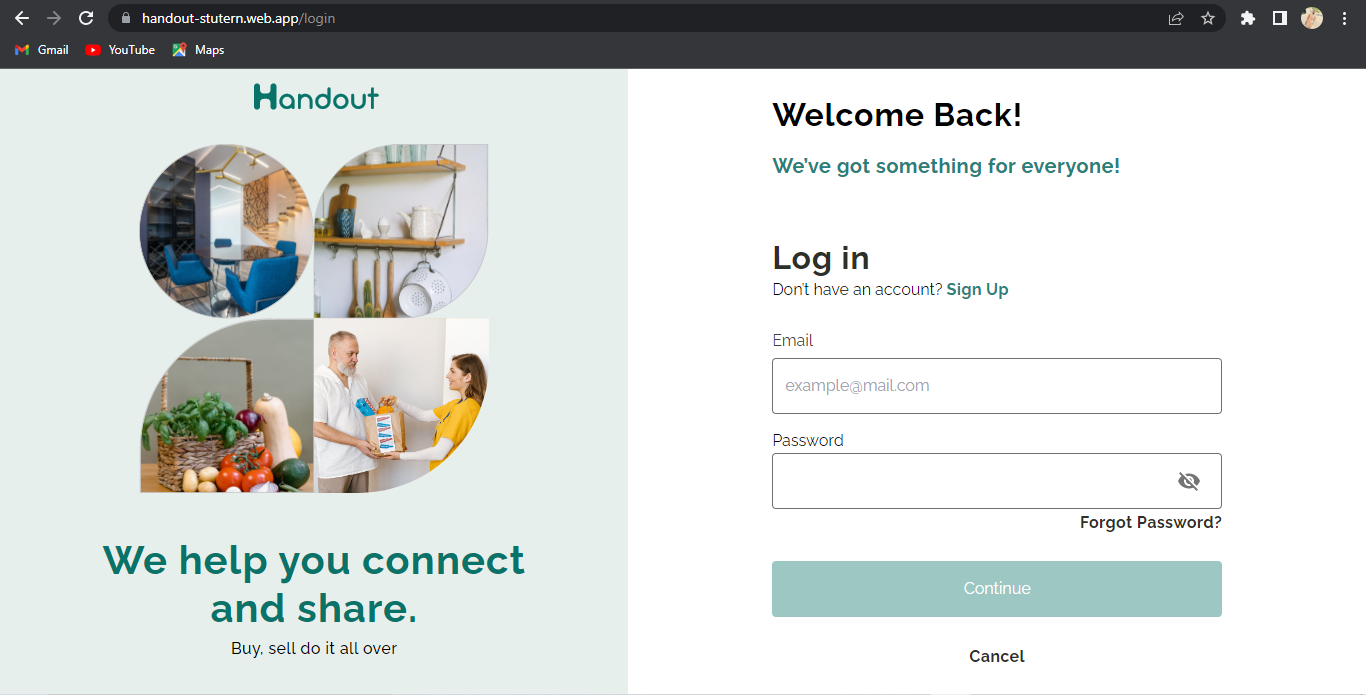 handout-stutern.web.app/login
Gmail YouTube Maps
Handout
We help you connect
and share.
Buy, sell do it all over
Welcome Back!
We've got something for everyone!
Log in
Don't have an account? Sign Up
Email
example@mail.com
Password
Forgot Password?
Continue
Cancel